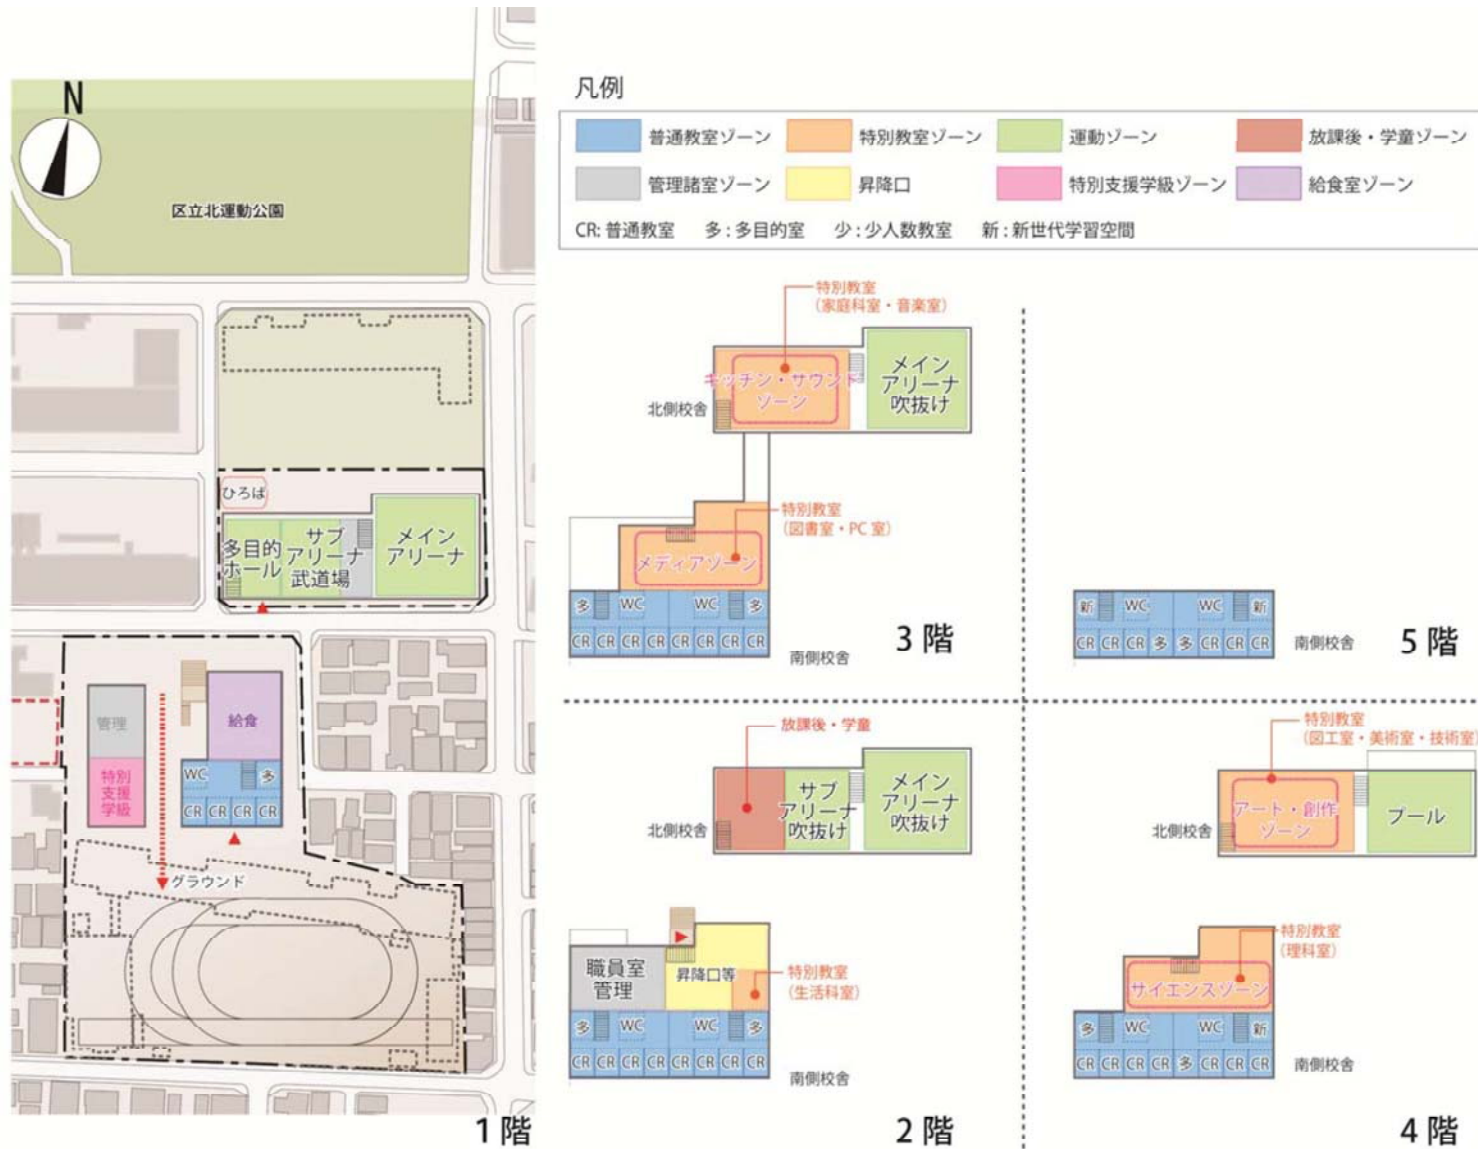 N
区立北運動公園
ひろば
多目的
ホール
サブ
アリーナ
武道場
メイン
アリーナ
管理
特別
支援
学級
給食
WC
多
CR CR CR CR
グラウンド
1階
凡例
普通教室ゾーン
特別教室ゾーン
運動ゾーン
放課後・学童ゾーン
管理諸室ゾーン
昇降口
特別支援学級ゾーン
給食室ゾーン
CR: 普通教室 多:多目的室 少:少人数教室 新:新世代学習空間
特別教室
(家庭科室・音楽室)
キッチン・サウンド
ゾーン
メイン
アリーナ
吹抜け
北側校舎
特別教室
(図書室・PC室)
メディアゾーン
多 WC WC 多
CR CR CR CR CR CR CR CR
南側校舎
3階
新 WC WC 新
CR CR CR 多 多 CR CR CR
南側校舎
5階
放課後・学童
サブ
アリーナ
吹抜け
メイン
アリーナ
吹抜け
北側校舎
職員室
管理
昇降口等
特別教室
(生活科室)
多 WC WC 多
CR CR CR CR CR CR CR CR
南側校舎
2階
特別教室
(図工室・美術室・技術室)
アート・創作
ゾーン
プール
北側校舎
特別教室
(理科室)
サイエンスゾーン
多 WC WC 新
CR CR CR CR 多 CR CR CR
南側校舎
4階